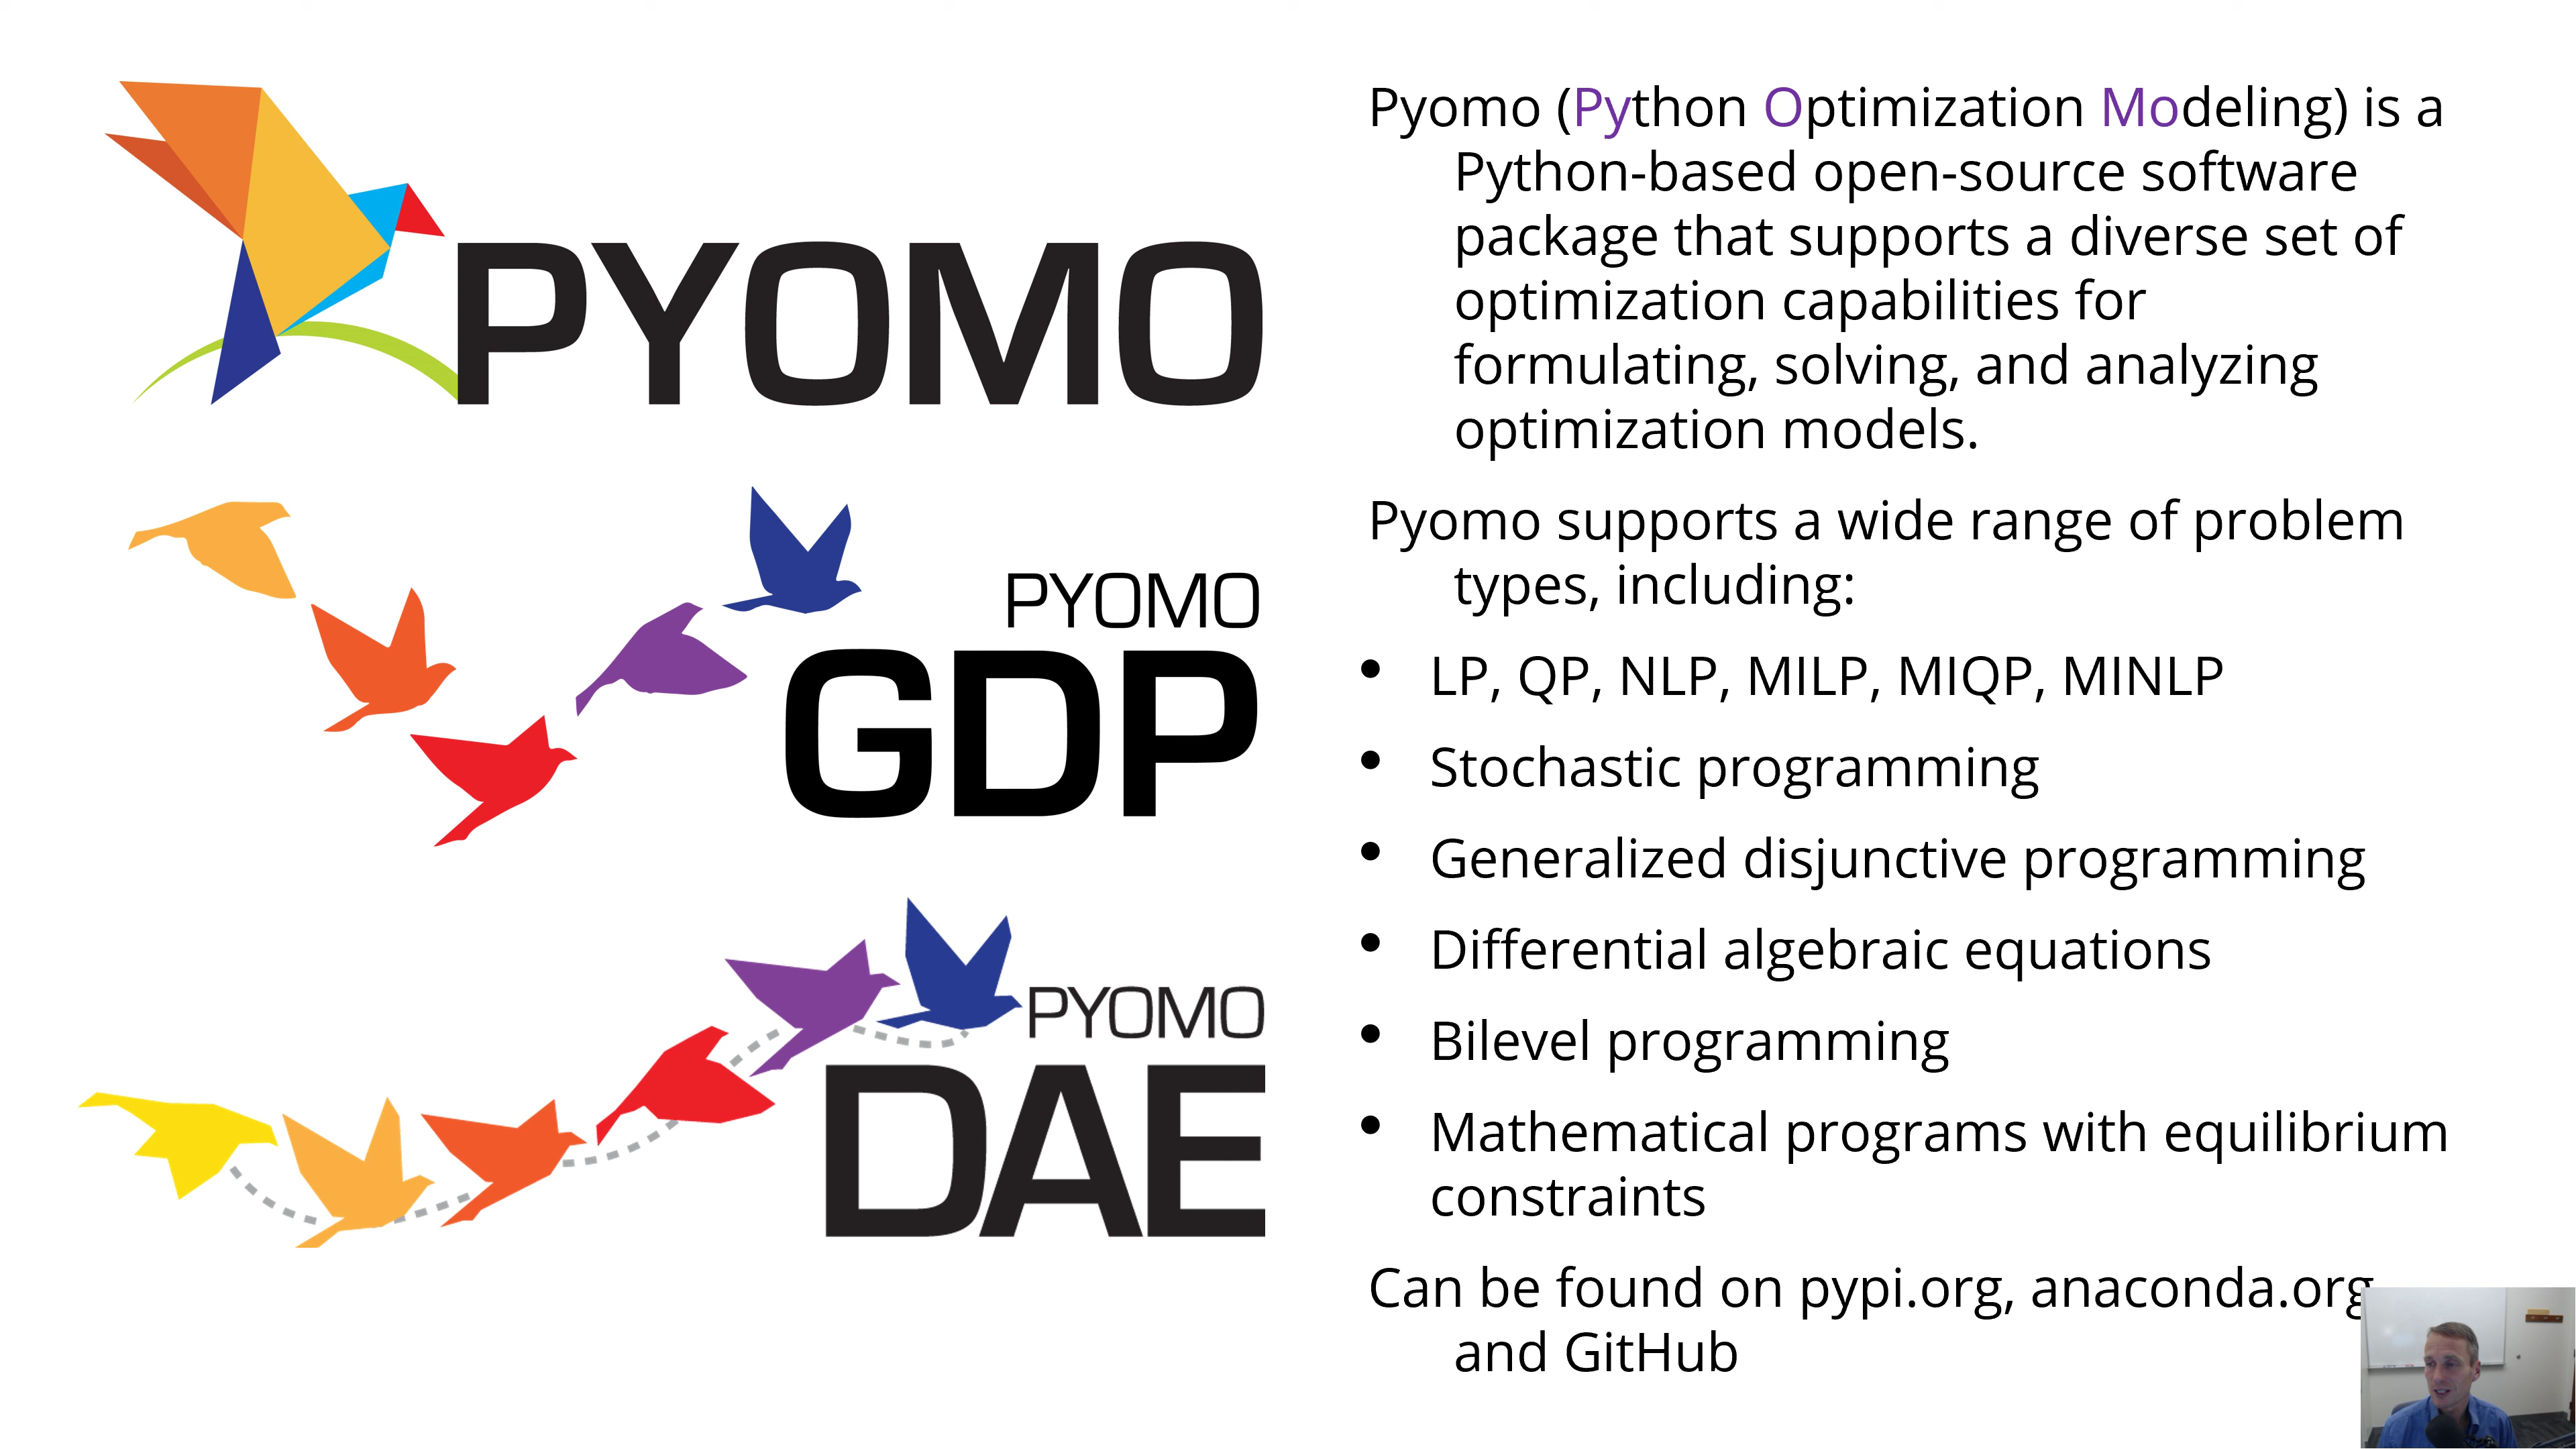 PYOMO
PYOMO
GDP
PYOMO
DAE
Pyomo (Python Optimization Modeling) is a
Python-based open-source software
package that supports a diverse set of
optimization capabilities for
formulating, solving, and analyzing
optimization models.
Pyomo supports a wide range of problem
types, including:
• LP, QP, NLP, MILP, MIQP, MINLP
• Stochastic programming
• Generalized disjunctive programming
• Differential algebraic equations
• Bilevel programming
• Mathematical programs with equilibrium
constraints
Can be found on pypi.org, anaconda.org
and GitHub